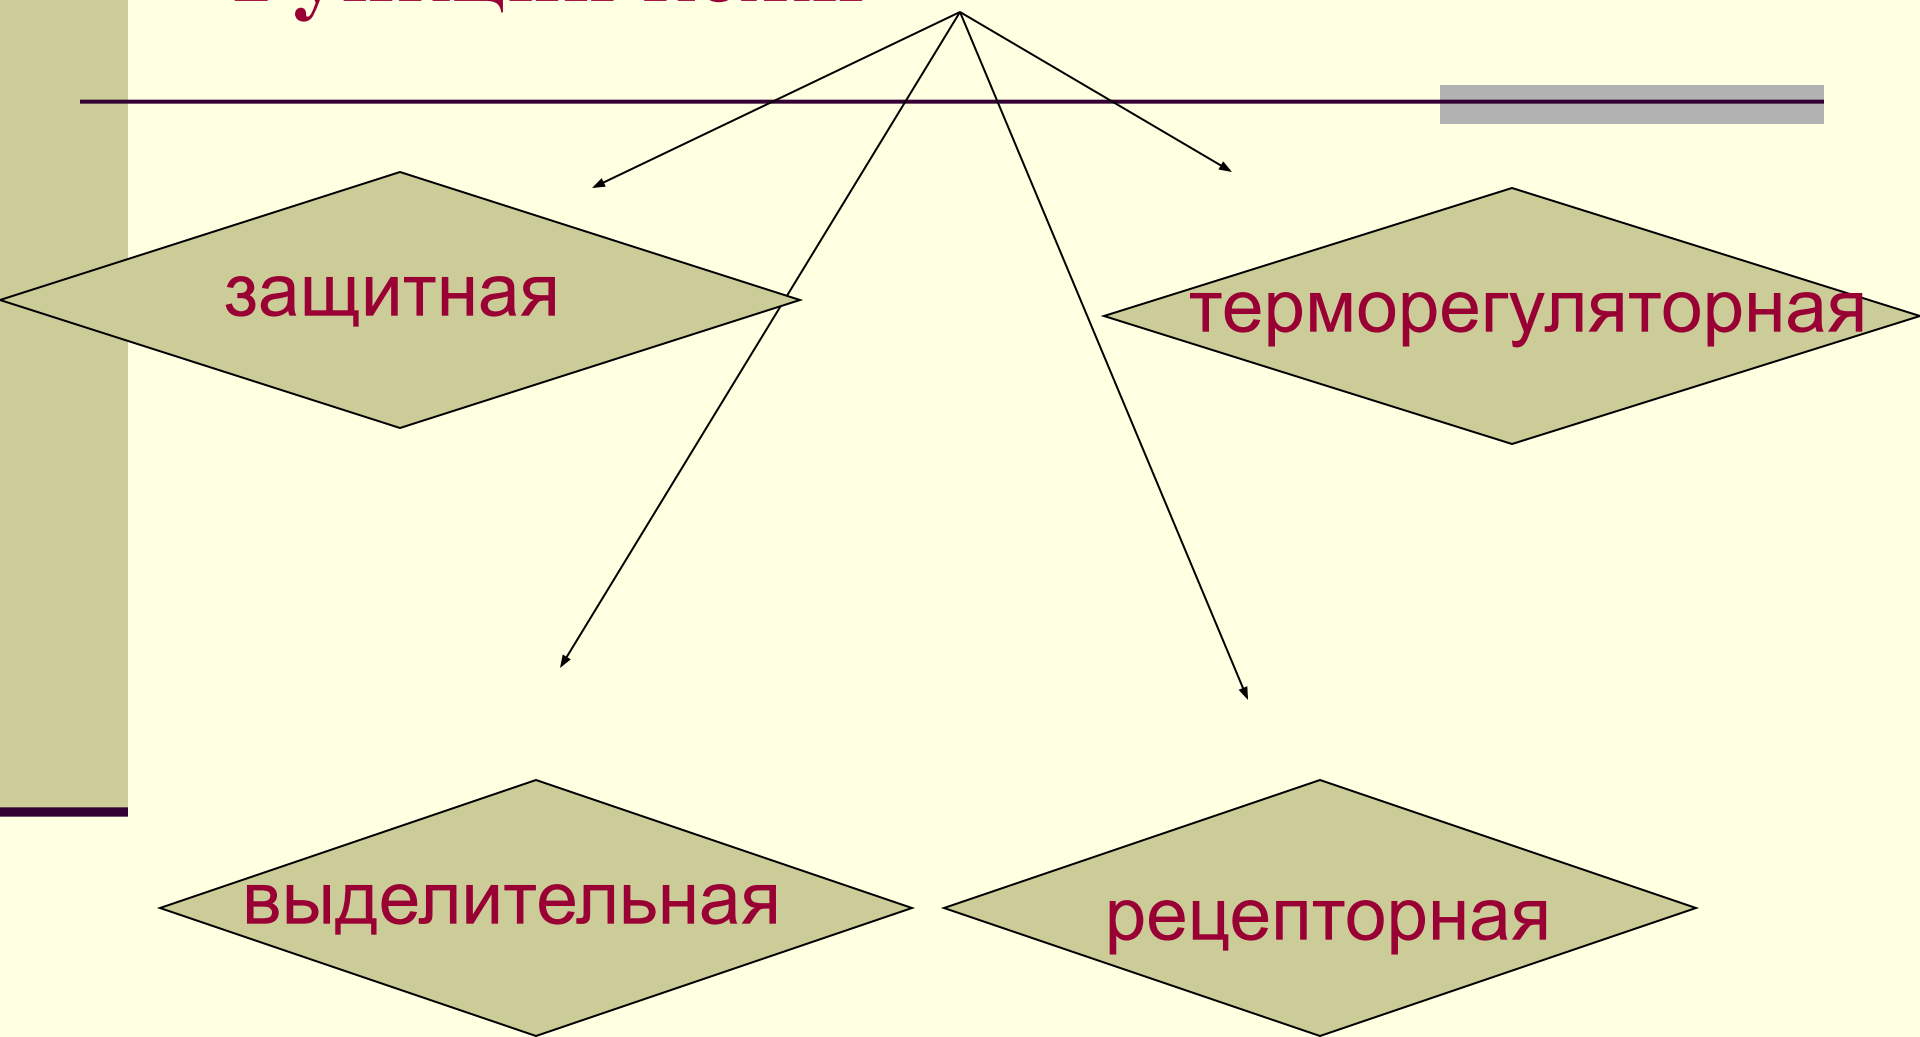 защитная
терморегуляторная
выделительная
рецепторная